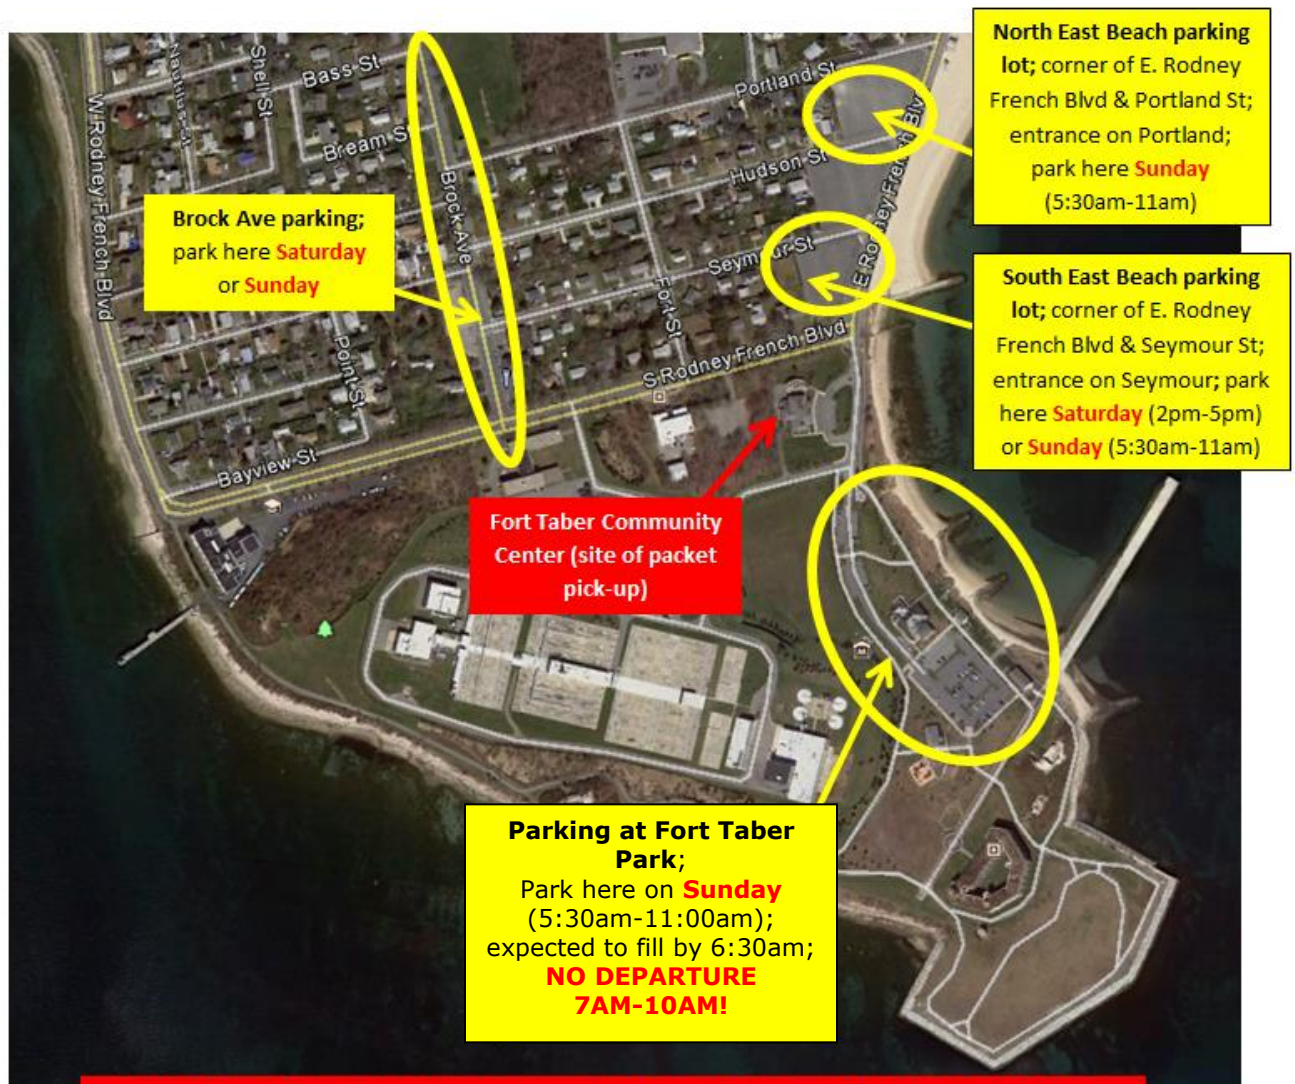 North East Beach parking
lot; corner of E. Rodney
French Blvd & Portland St;
entrance on Portland;
park here Sunday
(5:30am-11am)
Nautilus St
Shell St
Bass St
Portland St
W Rodney French Blvd
Bream St
Hudson St
E Rodney French Blvd
Brock Ave
Brock Ave parking;
park here Saturday
or Sunday
Seymour St
South East Beach parking
lot; corner of E. Rodney
French Blvd & Seymour St;
entrance on Seymour; park
here Saturday (2pm-5pm)
or Sunday (5:30am-11am)
Fort St
Point St
S Rodney French Blvd
Bayview St
Fort Taber Community
Center (site of packet
pick-up)
M
Parking at Fort Taber
Park;
Park here on Sunday
(5:30am-11:00am);
expected to fill by 6:30am;
NO DEPARTURE
7AM-10AM!